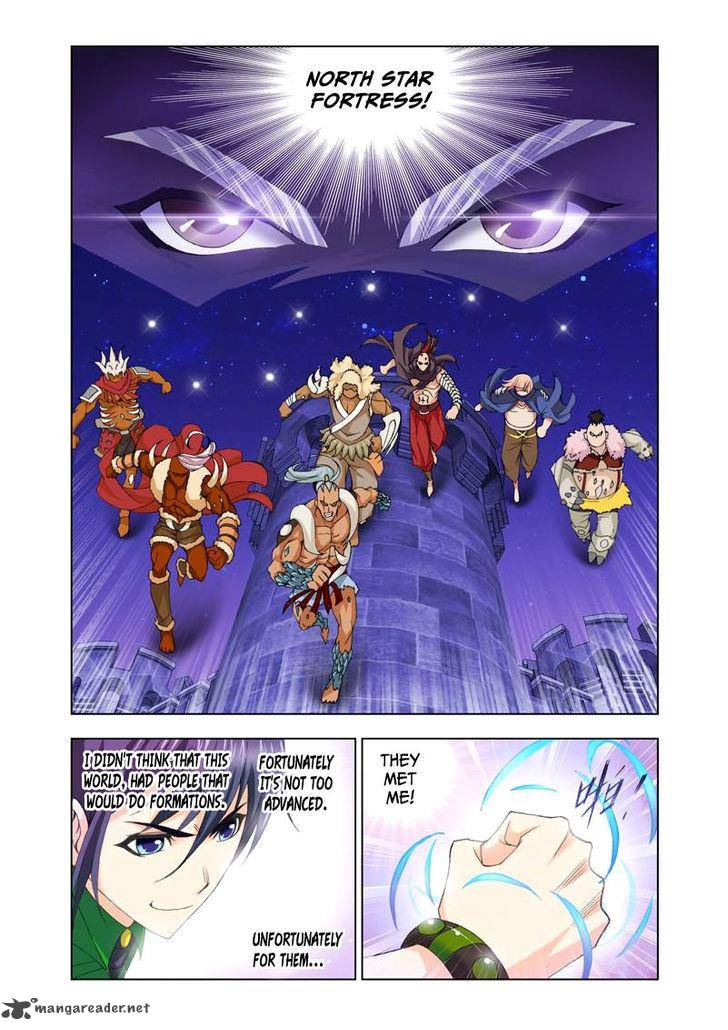 NORTH STAR
FORTRESS!
I DIDN'T THINK THAT THIS
WORLD, HAD PEOPLE THAT
WOULD DO FORMATIONS.
FORTUNATELY
IT'S NOT TOO
ADVANCED.
UNFORTUNATELY
FOR THEM...
THEY
MET
ME!
mangareader.net